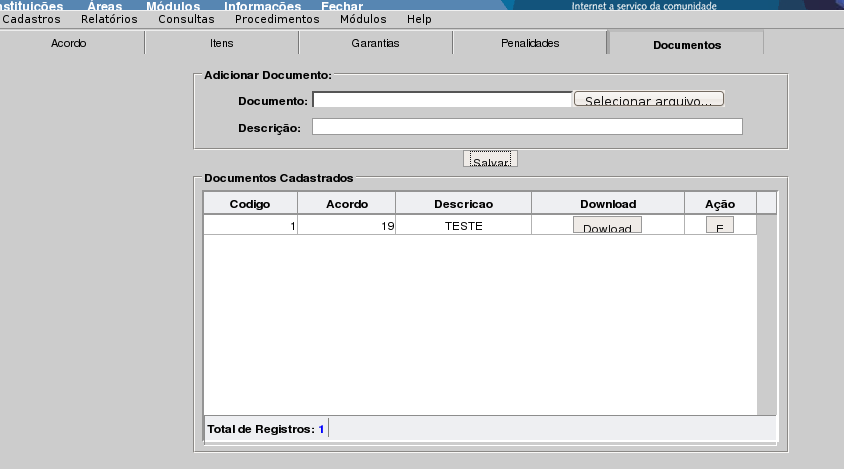 Instituições Áreas Módulos Informações Fechar
Internet a serviço da comunidade
Cadastros Relatórios Consultas Procedimentos Módulos Help
Acordo Itens Garantias Penalidades Documentos
Adicionar Documento:
Documento: Selecionar arquivo...
Descrição:
Salvar
Documentos Cadastrados
Codigo Acordo Descricao Download Ação
1 19 TESTE Dowload E
Total de Registros: 1